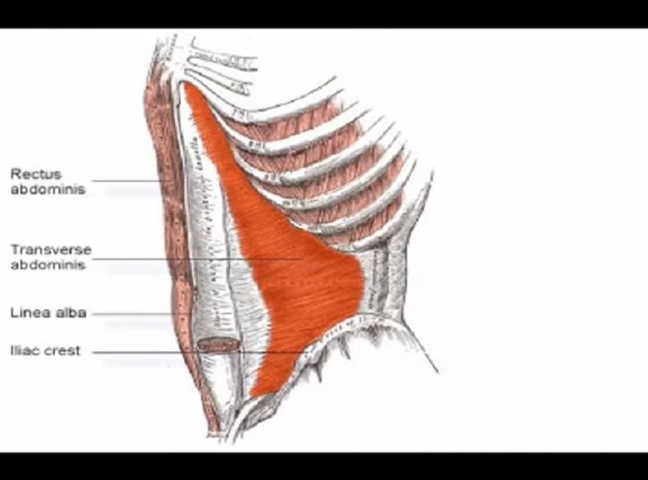 Rectus
abdominis
Transverse
abdominis
Linea alba
Iliac crest